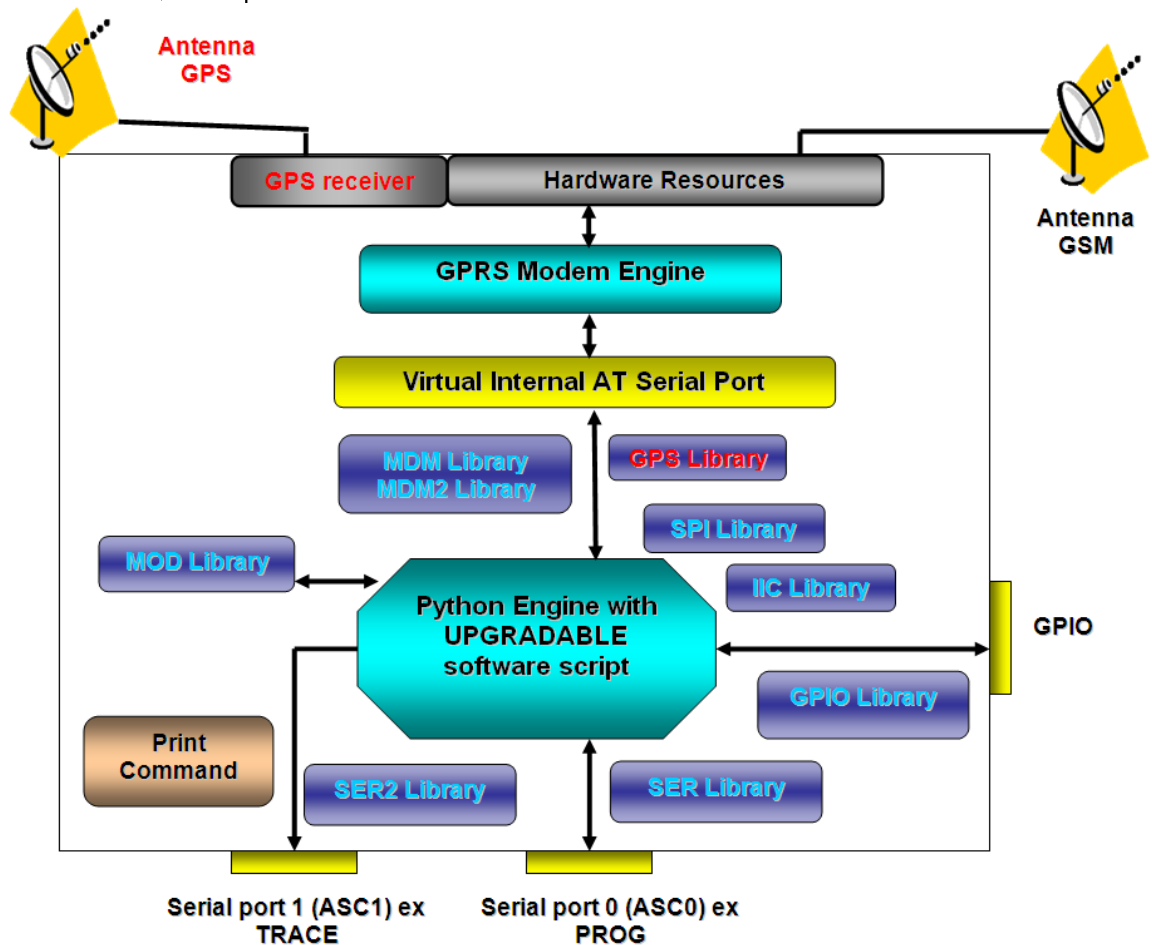 Antenna
GPS
GPS receiver
Hardware Resources
Antenna
GSM
GPRS Modem Engine
Virtual Internal AT Serial Port
MDM Library
MDM2 Library
GPS Library
SPI Library
MOD Library
IIC Library
Python Engine with
UPGRADABLE
software script
GPIO
GPIO Library
Print
Command
SER2 Library
SER Library
Serial port 1 (ASC1) ex
TRACE
Serial port 0 (ASC0) ex
PROG